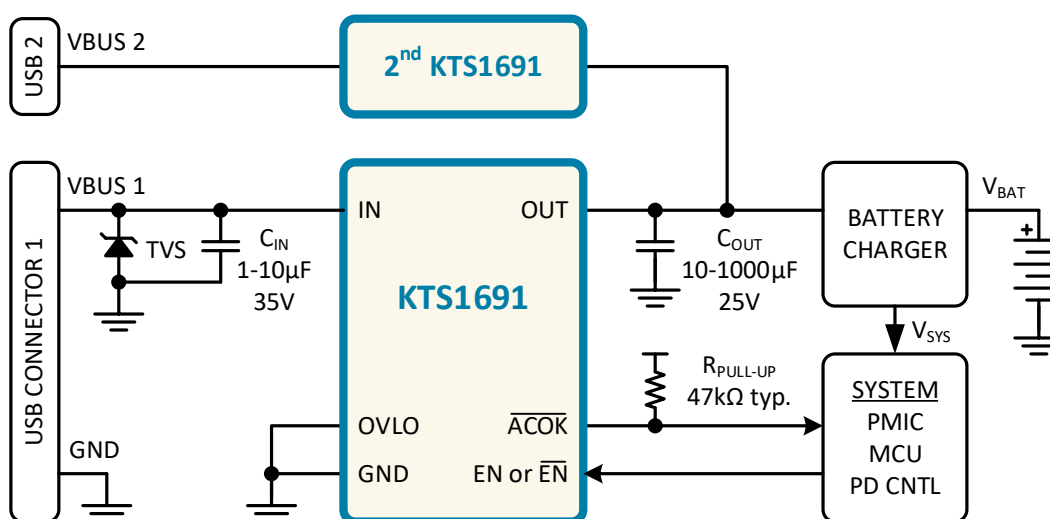 USB 2
VBUS 2
2nd KTS1691
USB CONNECTOR 1
VBUS 1
TVS
CIN
1-10µF
35V
GND
IN
OUT
KTS1691
OVLO
GND
ACOK
EN or EN
COUT
10-1000µF
25V
RPULL-UP
47kΩ typ.
BATTERY
CHARGER
VBAT
+
VSYS
SYSTEM
PMIC
MCU
PD CNTL